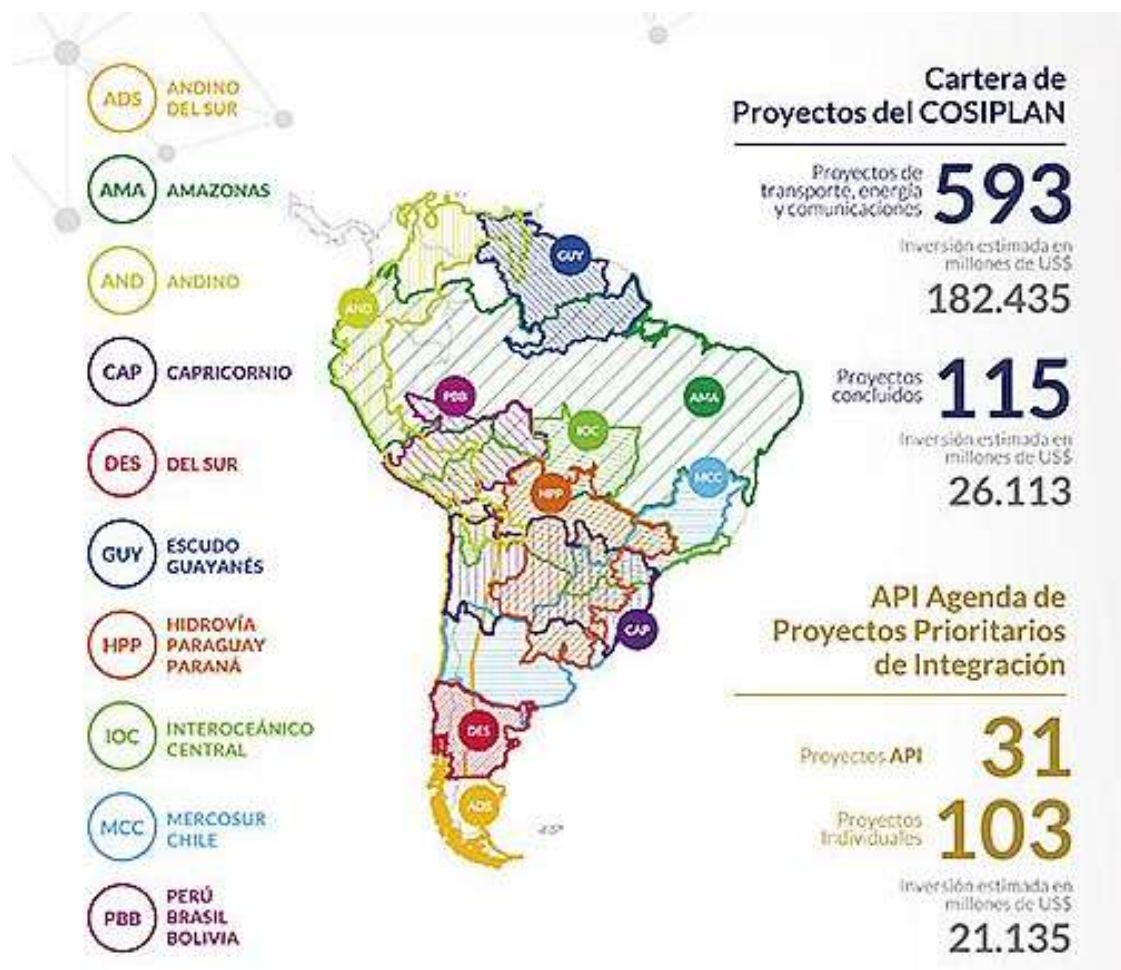 ADS
ANDINO
DEL SUR
AMA
AMAZONAS
AND
ANDINO
CAP
CAPRICORNIO
DES
DEL SUR
GUY
ESCUDO
GUAYANÉS
HPP
HIDROVÍA
PARAGUAY
PARANÁ
IOC
INTEROCEÁNICO
CENTRAL
MCC
MERCOSUR
CHILE
PBB
PERÚ
BRASIL
BOLIVIA
GUY
AND
PBB
AMA
IOC
MCC
HPP
CAP
DES
ADS
Cartera de
Proyectos del COSIPLAN
Proyectos de
transporte, energía
y comunicaciones
593
Inversión estimada en
millones de US$
182.435
Proyectos
concluidos
115
Inversión estimada en
millones de US$
26.113
API Agenda de
Proyectos Prioritarios
de Integración
Proyectos API
31
Proyectos
Individuales
103
Inversión estimada en
millones de US$
21.135